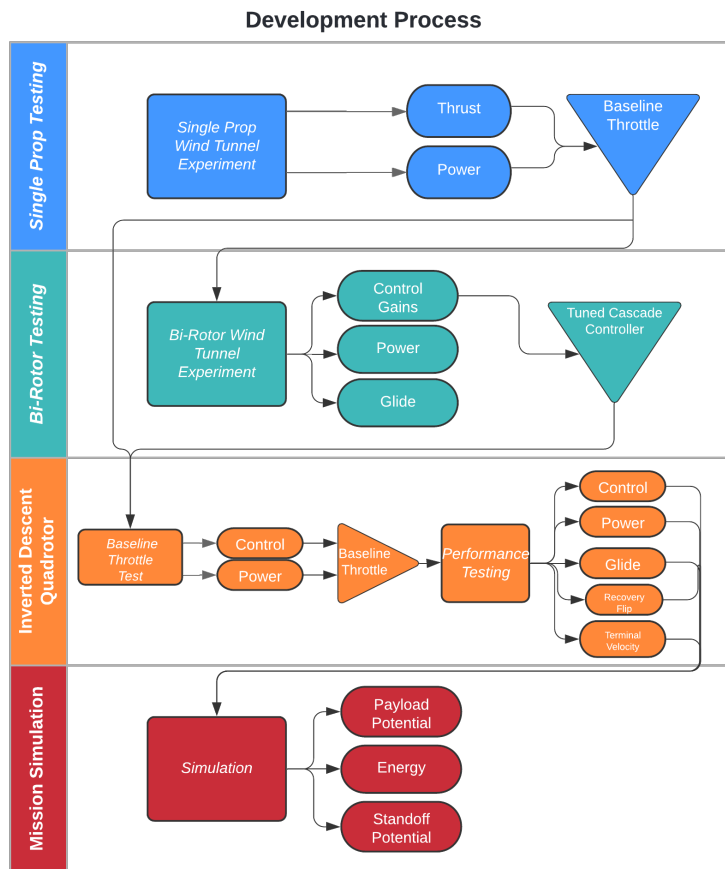 Development Process
Single Prop Testing
Single Prop
Wind Tunnel
Experiment
Thrust
Power
Baseline
Throttle
Bi-Rotor Testing
Bi-Rotor Wind
Tunnel
Experiment
Control
Gains
Power
Glide
Tuned Cascade
Controller
Inverted Descent
Quadrotor
Baseline
Throttle
Test
Control
Power
Baseline
Throttle
Performance
Testing
Control
Power
Glide
Recovery
Flip
Terminal
Velocity
Mission Simulation
Simulation
Payload
Potential
Energy
Standoff
Potential